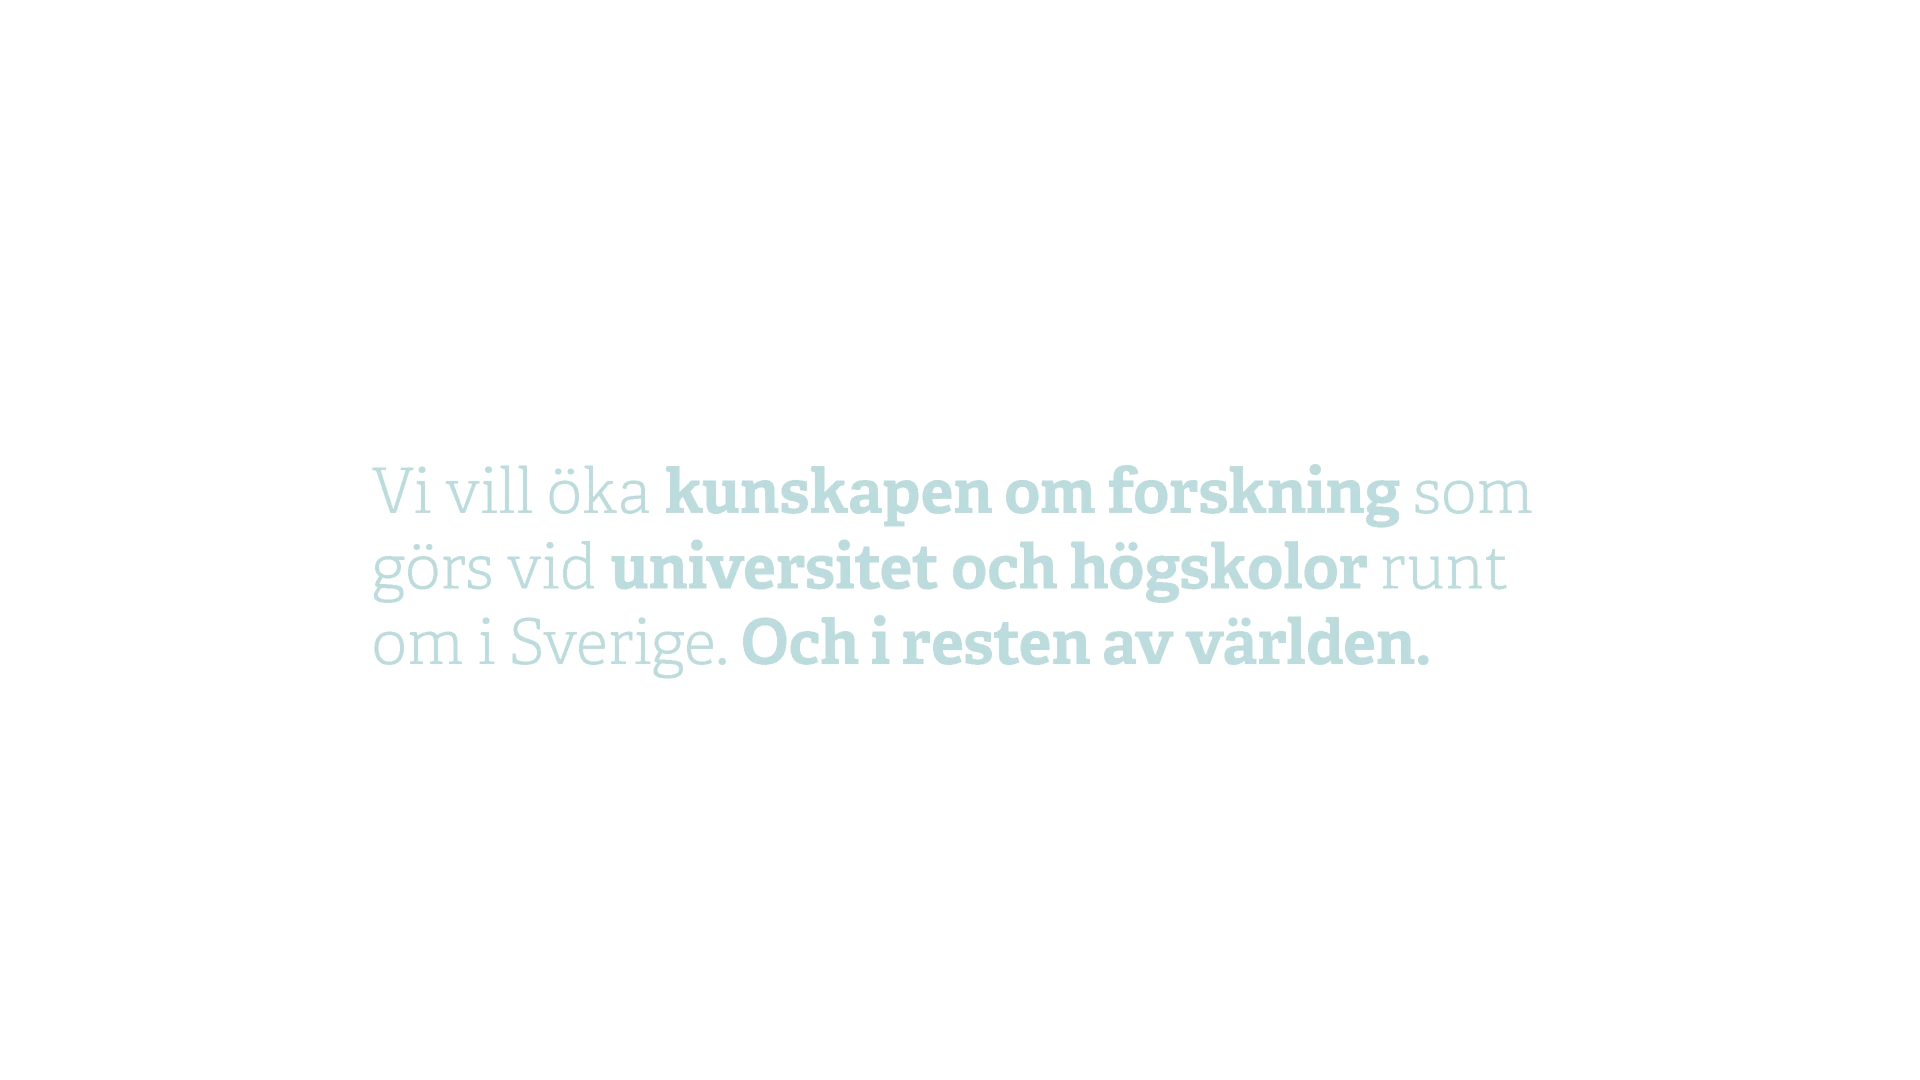 Vi vill öka kunskapen om forskning som
görs vid universitet och högskolor runt
om i Sverige. Och i resten av världen.